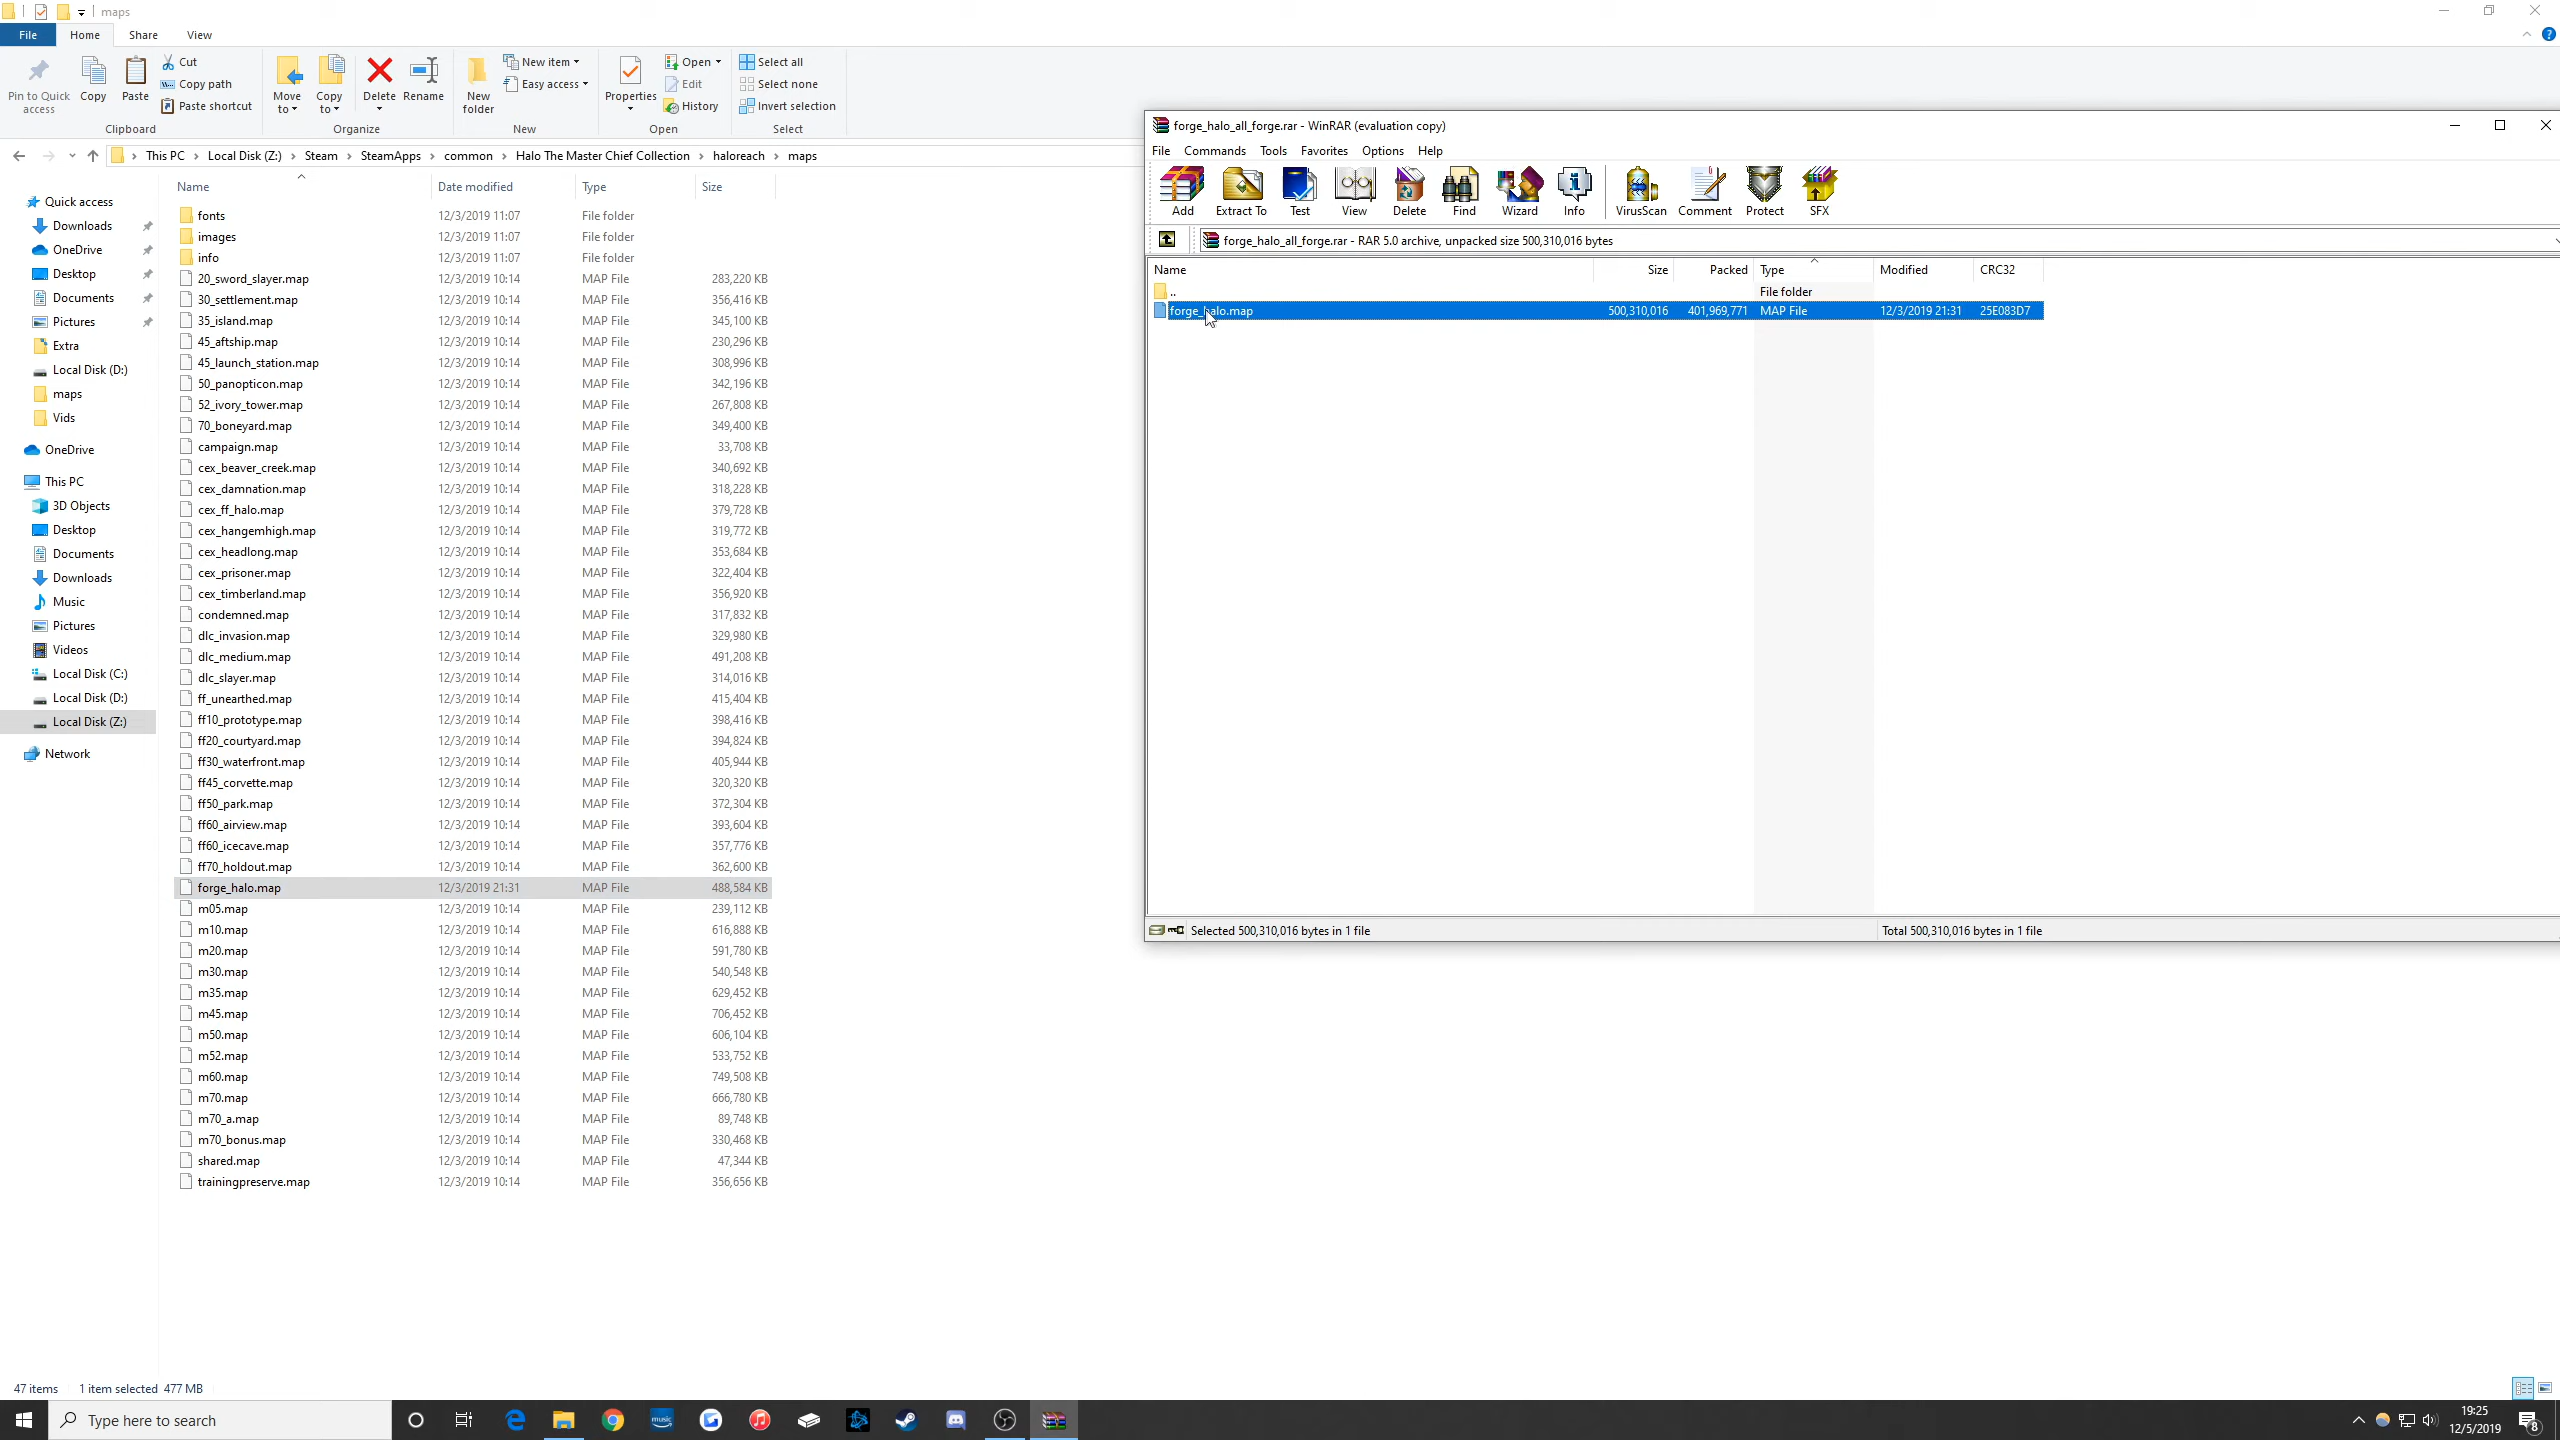 maps
File Home Share View
Pin to Quick access
Copy
Paste
Cut
Copy path
Paste shortcut
Clipboard
Move to
Copy to
Delete
Rename
Organize
New folder
New item
Easy access
New
Properties
Open
Edit
History
Open
Select all
Select none
Invert selection
Select
This PC > Local Disk (Z:) > Steam > SteamApps > common > Halo The Master Chief Collection > haloreach > maps
Quick access
Downloads
OneDrive
Desktop
Documents
Pictures
Extra
Local Disk (D:)
maps
Vids
OneDrive
This PC
3D Objects
Desktop
Documents
Downloads
Music
Pictures
Videos
Local Disk (C:)
Local Disk (D:)
Local Disk (Z:)
Network
Name Date modified Type Size
fonts 12/3/2019 11:07 File folder
images 12/3/2019 11:07 File folder
info 12/3/2019 11:07 File folder
20_sword_slayer.map 12/3/2019 10:14 MAP File 283,220 KB
30_settlement.map 12/3/2019 10:14 MAP File 356,416 KB
35_island.map 12/3/2019 10:14 MAP File 345,100 KB
45_aftship.map 12/3/2019 10:14 MAP File 230,296 KB
45_launch_station.map 12/3/2019 10:14 MAP File 308,996 KB
50_panopticon.map 12/3/2019 10:14 MAP File 342,196 KB
52_ivory_tower.map 12/3/2019 10:14 MAP File 267,808 KB
70_boneyard.map 12/3/2019 10:14 MAP File 349,400 KB
campaign.map 12/3/2019 10:14 MAP File 33,708 KB
cex_beaver_creek.map 12/3/2019 10:14 MAP File 340,692 KB
cex_damnation.map 12/3/2019 10:14 MAP File 318,228 KB
cex_ff_halo.map 12/3/2019 10:14 MAP File 379,728 KB
cex_hangemhigh.map 12/3/2019 10:14 MAP File 319,772 KB
cex_headlong.map 12/3/2019 10:14 MAP File 353,684 KB
cex_prisoner.map 12/3/2019 10:14 MAP File 322,404 KB
cex_timberland.map 12/3/2019 10:14 MAP File 356,920 KB
condemned.map 12/3/2019 10:14 MAP File 317,832 KB
dlc_invasion.map 12/3/2019 10:14 MAP File 329,980 KB
dlc_medium.map 12/3/2019 10:14 MAP File 491,208 KB
dlc_slayer.map 12/3/2019 10:14 MAP File 314,016 KB
ff_unearthed.map 12/3/2019 10:14 MAP File 415,404 KB
ff10_prototype.map 12/3/2019 10:14 MAP File 398,416 KB
ff20_courtyard.map 12/3/2019 10:14 MAP File 394,824 KB
ff30_waterfront.map 12/3/2019 10:14 MAP File 405,944 KB
ff45_corvette.map 12/3/2019 10:14 MAP File 320,320 KB
ff50_park.map 12/3/2019 10:14 MAP File 372,304 KB
ff60_airview.map 12/3/2019 10:14 MAP File 393,604 KB
ff60_icecave.map 12/3/2019 10:14 MAP File 357,776 KB
ff70_holdout.map 12/3/2019 10:14 MAP File 362,600 KB
forge_halo.map 12/3/2019 21:31 MAP File 488,584 KB
m05.map 12/3/2019 10:14 MAP File 239,112 KB
m10.map 12/3/2019 10:14 MAP File 616,888 KB
m20.map 12/3/2019 10:14 MAP File 591,780 KB
m30.map 12/3/2019 10:14 MAP File 540,548 KB
m35.map 12/3/2019 10:14 MAP File 629,452 KB
m45.map 12/3/2019 10:14 MAP File 706,452 KB
m50.map 12/3/2019 10:14 MAP File 606,104 KB
m52.map 12/3/2019 10:14 MAP File 533,752 KB
m60.map 12/3/2019 10:14 MAP File 749,508 KB
m70.map 12/3/2019 10:14 MAP File 666,780 KB
m70_a.map 12/3/2019 10:14 MAP File 89,748 KB
m70_bonus.map 12/3/2019 10:14 MAP File 330,468 KB
shared.map 12/3/2019 10:14 MAP File 47,344 KB
trainingpreserve.map 12/3/2019 10:14 MAP File 356,656 KB
47 items 1 item selected 477 MB
forge_halo_all_forge.rar - WinRAR (evaluation copy)
File Commands Tools Favorites Options Help
Add Extract To Test View Delete Find Wizard Info VirusScan Comment Protect SFX
forge_halo_all_forge.rar - RAR 5.0 archive, unpacked size 500,310,016 bytes
Name Size Packed Type Modified CRC32
.. File folder
forge_halo.map 500,310,016 401,969,771 MAP File 12/3/2019 21:31 25E083D7
Selected 500,310,016 bytes in 1 file Total 500,310,016 bytes in 1 file
Type here to search
music
19:25
12/5/2019
8